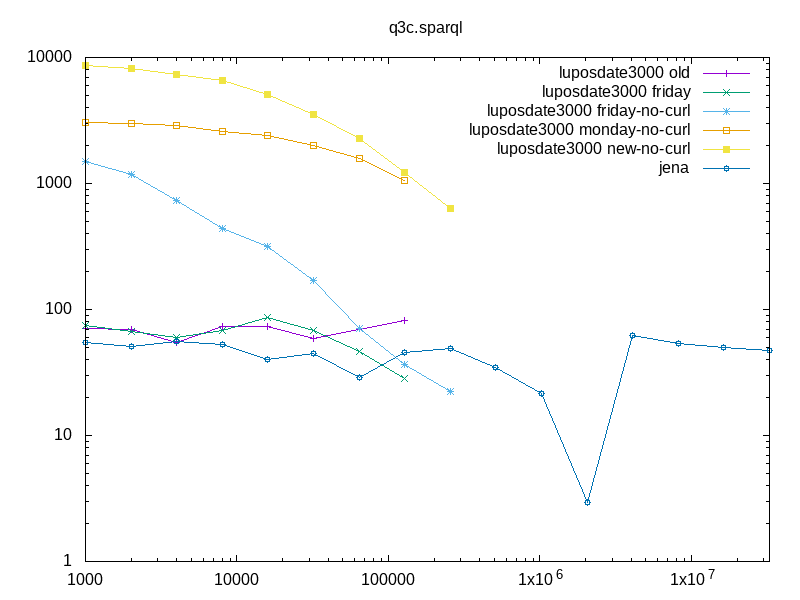 q3c.sparql
10000
1000
100
10
1
luposdate3000 old
luposdate3000 friday
luposdate3000 friday-no-curl
luposdate3000 monday-no-curl
luposdate3000 new-no-curl
jena
1000 10000 100000 1x10^6 1x10^7